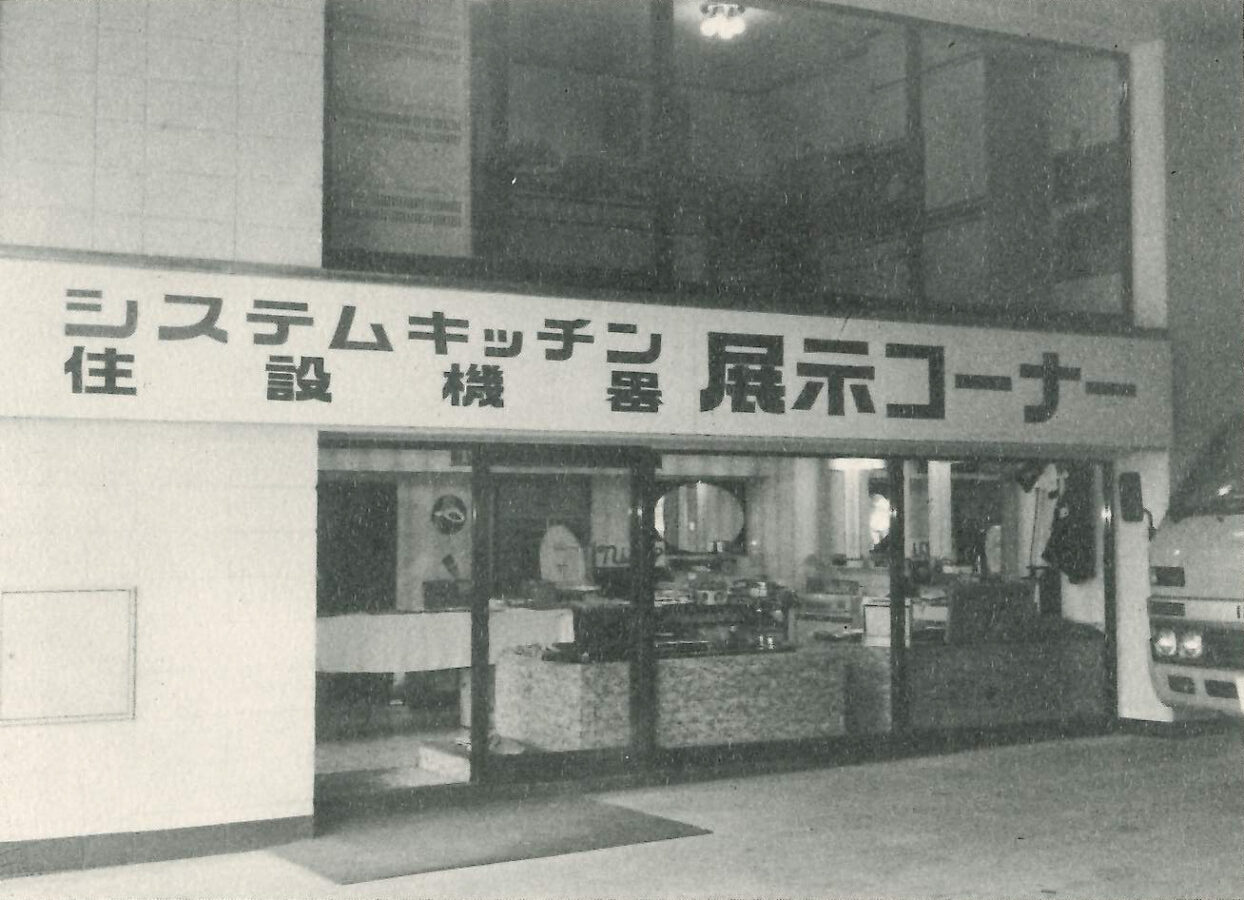 システムキッチン
住設機器
展示コーナー